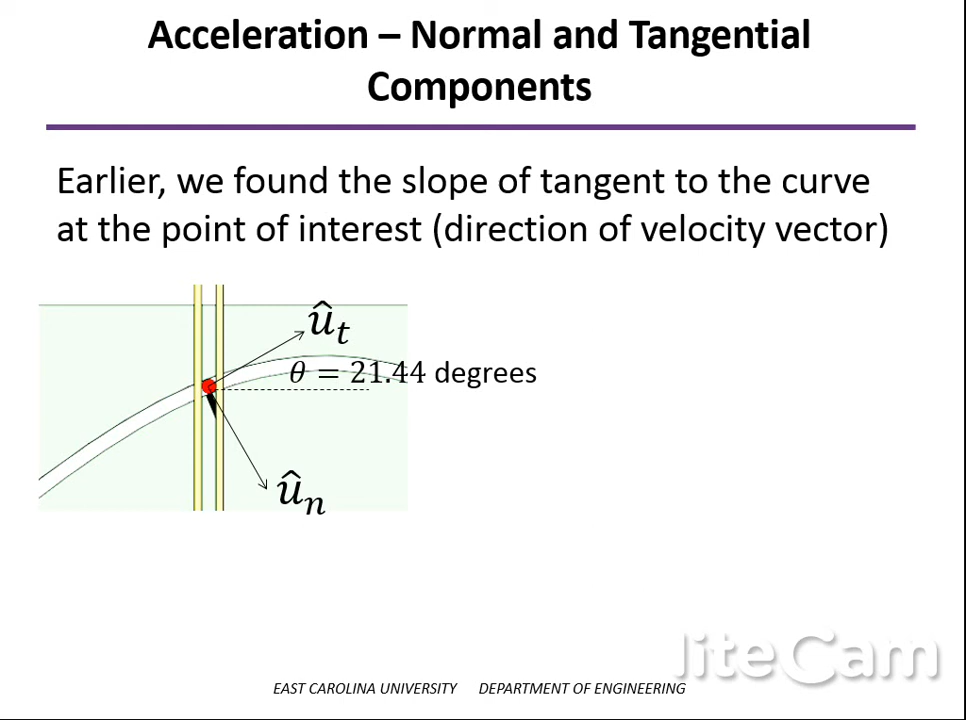 Acceleration – Normal and Tangential
Components
Earlier, we found the slope of tangent to the curve
at the point of interest (direction of velocity vector)
û_t
θ = 21.44 degrees
û_n
liteCam
EAST CAROLINA UNIVERSITY DEPARTMENT OF ENGINEERING